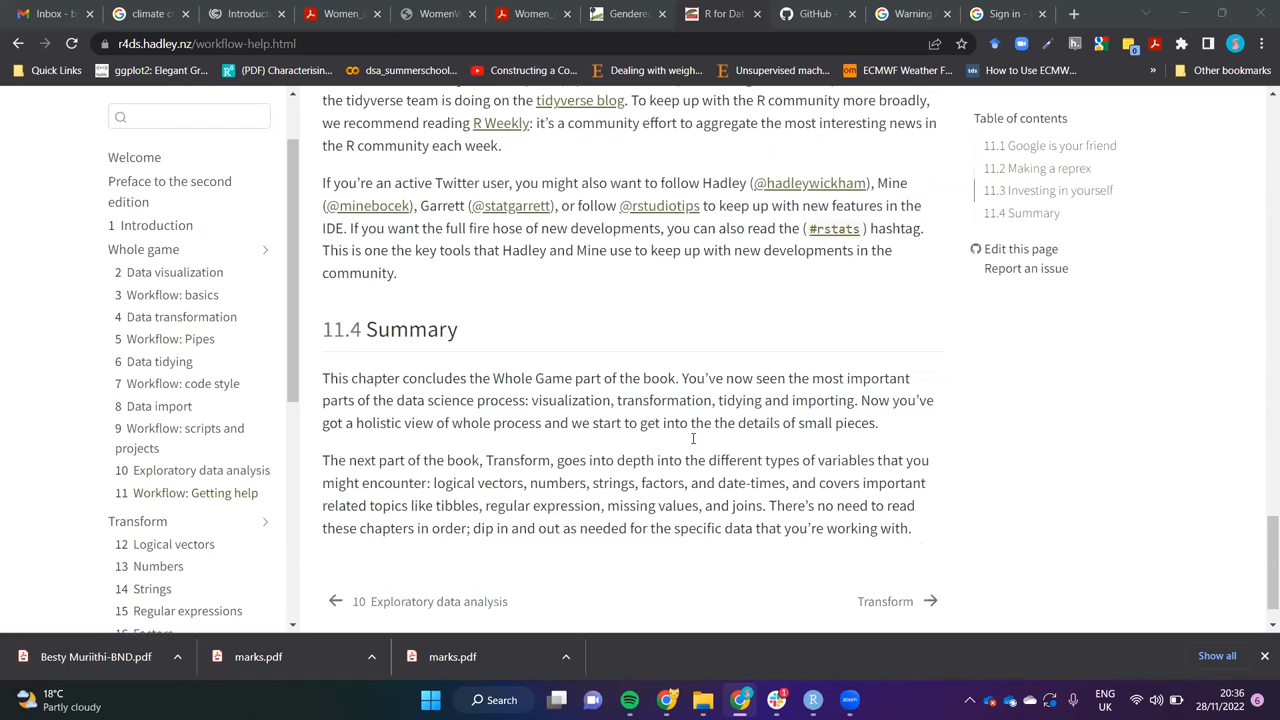 Inbox - b
climate c
Introduct
Women_i
WomenW
Women_
Gendere
R for Dat
GitHub -
Warning
Sign in -
r4ds.hadley.nz/workflow-help.html
Quick Links
ggplot2: Elegant Gr...
(PDF) Characterisin...
dsa_summerschool...
Constructing a Co...
Dealing with weigh...
Unsupervised mach...
ECMWF Weather F...
How to Use ECMW...
»
Other bookmarks
Welcome
Preface to the second
edition
1 Introduction
Whole game
2 Data visualization
3 Workflow: basics
4 Data transformation
5 Workflow: Pipes
6 Data tidying
7 Workflow: code style
8 Data import
9 Workflow: scripts and
projects
10 Exploratory data analysis
11 Workflow: Getting help
Transform
12 Logical vectors
13 Numbers
14 Strings
15 Regular expressions
16 Factors
the tidyverse team is doing on the tidyverse blog. To keep up with the R community more broadly,
we recommend reading R Weekly: it's a community effort to aggregate the most interesting news in
the R community each week.
If you're an active Twitter user, you might also want to follow Hadley (@hadleywickham), Mine
(@minebocek), Garrett (@statgarrett), or follow @rstudiotips to keep up with new features in the
IDE. If you want the full fire hose of new developments, you can also read the (#rstats) hashtag.
This is one the key tools that Hadley and Mine use to keep up with new developments in the
community.
11.4 Summary
This chapter concludes the Whole Game part of the book. You've now seen the most important
parts of the data science process: visualization, transformation, tidying and importing. Now you've
got a holistic view of whole process and we start to get into the the details of small pieces.
The next part of the book, Transform, goes into depth into the different types of variables that you
might encounter: logical vectors, numbers, strings, factors, and date-times, and covers important
related topics like tibbles, regular expression, missing values, and joins. There's no need to read
these chapters in order; dip in and out as needed for the specific data that you're working with.
10 Exploratory data analysis
Transform
Table of contents
11.1 Google is your friend
11.2 Making a reprex
11.3 Investing in yourself
11.4 Summary
Edit this page
Report an issue
Besty Muriithi-BND.pdf
marks.pdf
marks.pdf
Show all
18°C
Partly cloudy
Search
ENG
UK
20:36
28/11/2022